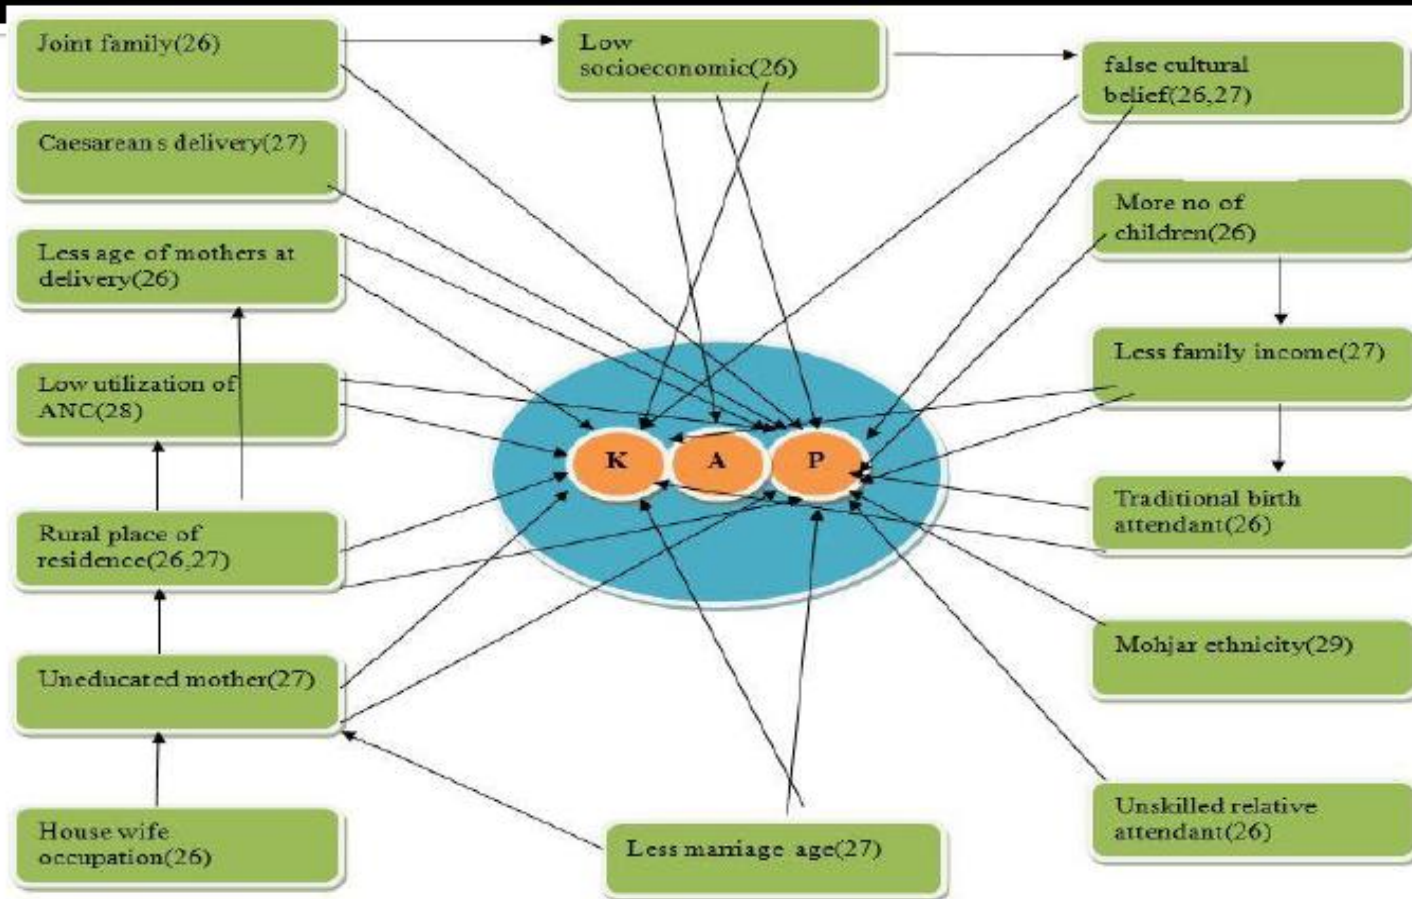 Joint family(26)
Low
socioeconomic(26)
false cultural
belief(26,27)
Caesarean s delivery(27)
More no of
children(26)
Less age of mothers at
delivery(26)
Less family income(27)
Low utilization of
ANC(28)
K A P
Traditional birth
attendant(26)
Rural place of
residence(26,27)
Mohjar ethnicity(29)
Uneducated mother(27)
Unskilled relative
attendant(26)
House wife
occupation(26)
Less marriage age(27)